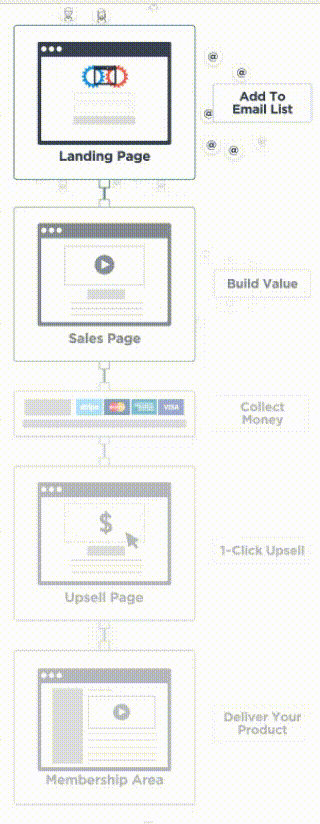 Landing Page
Add To
Email List
Sales Page
Build Value
VISA
Collect
Money
Upsell Page
1-Click Upsell
$
Membership Area
Deliver Your
Product
@
@
@
@
@